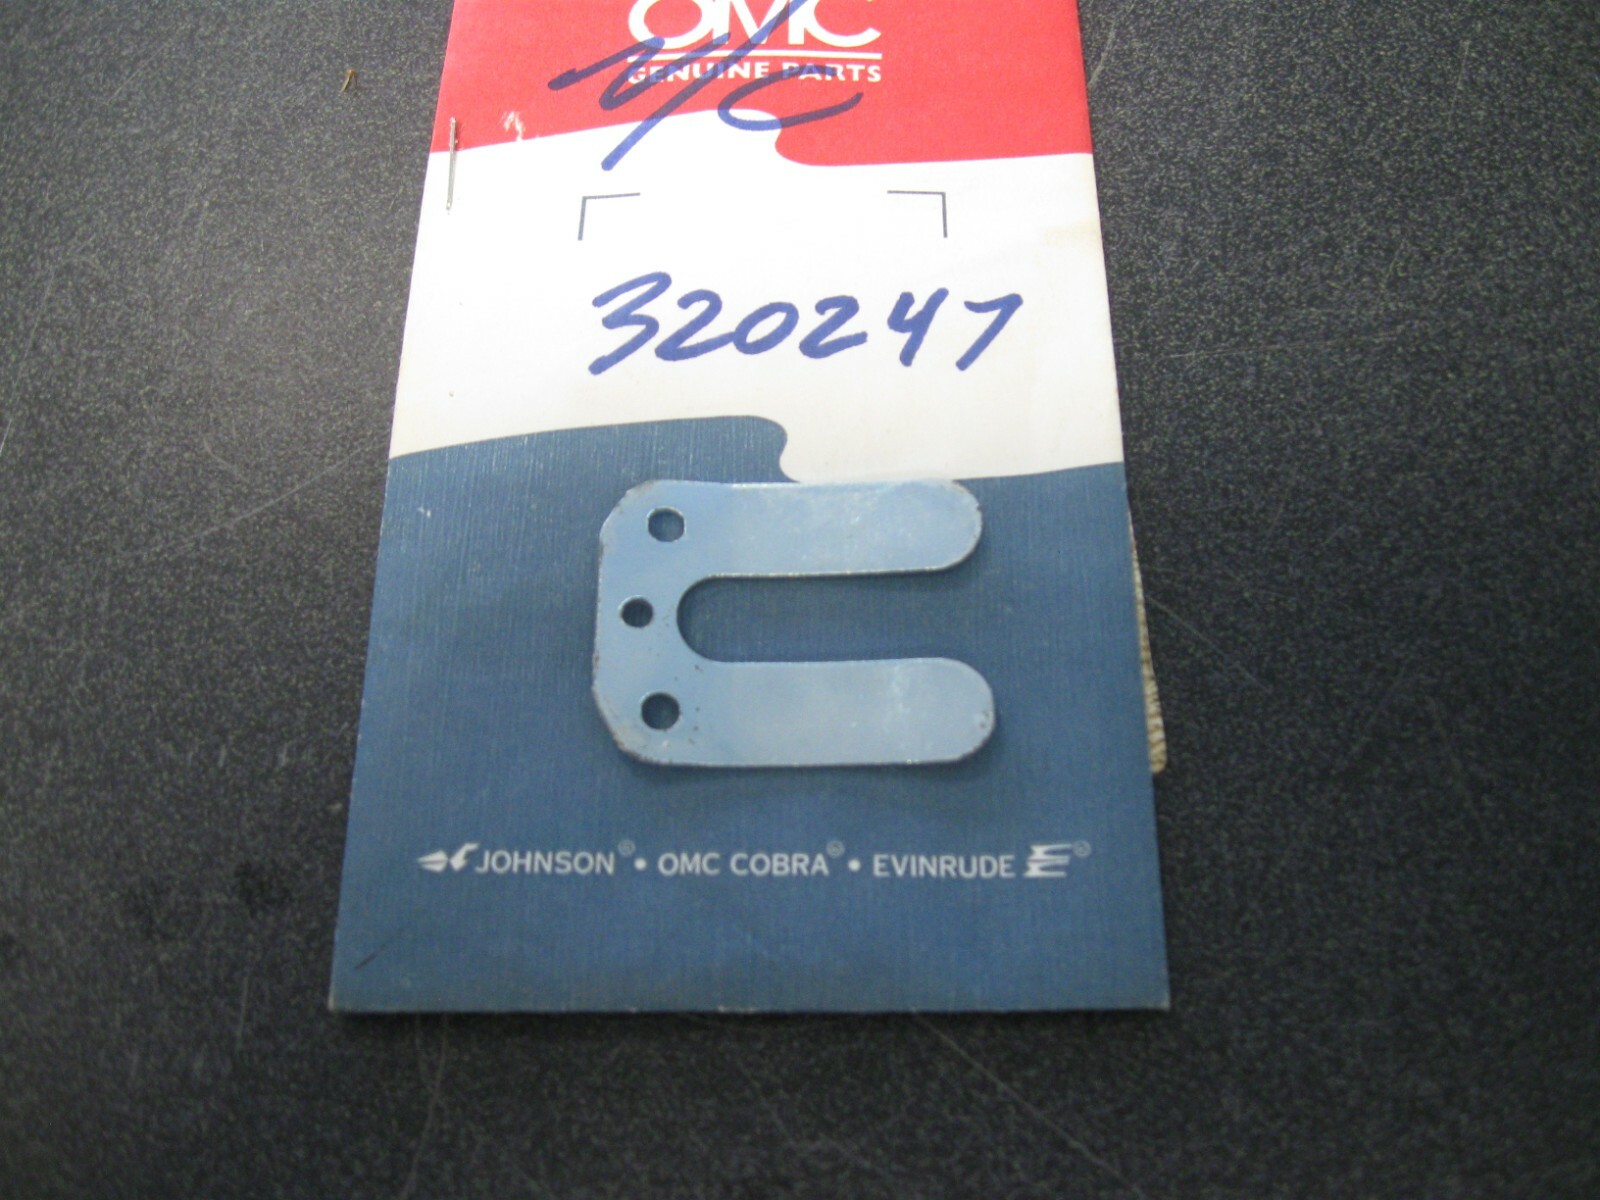 OMC
GENUINE PARTS
320247
JOHNSON® • OMC COBRA® • EVINRUDE ®